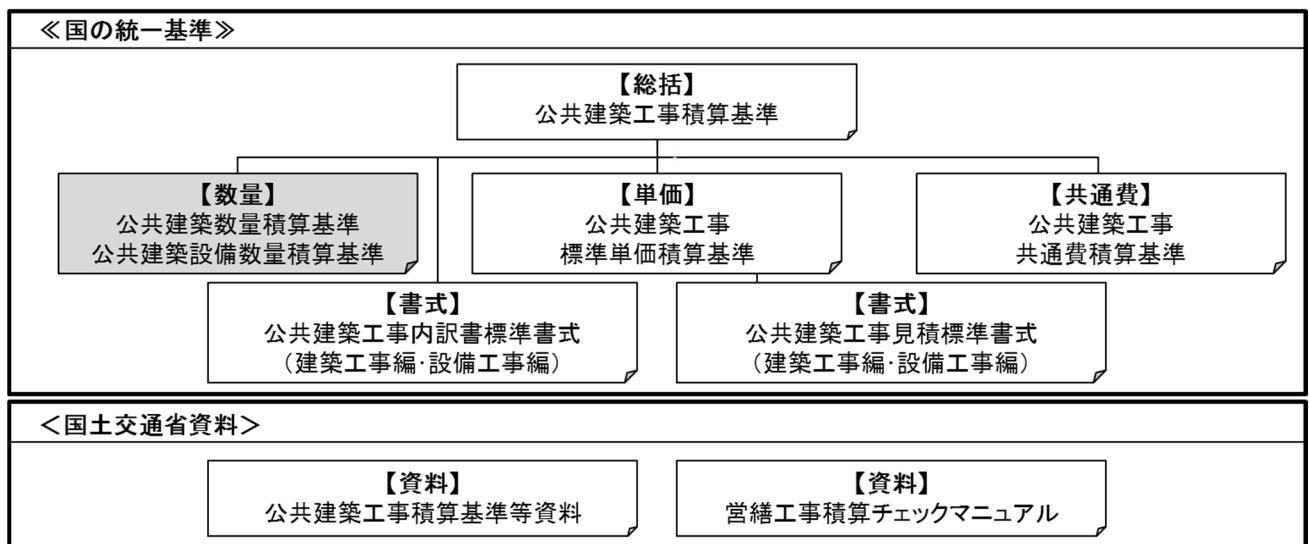 ≪国の統一基準≫
【総括】
公共建築工事積算基準
【数量】
公共建築数量積算基準
公共建築設備数量積算基準
【単価】
公共建築工事
標準単価積算基準
【共通費】
公共建築工事
共通費積算基準
【書式】
公共建築工事内訳書標準書式
（建築工事編･設備工事編）
【書式】
公共建築工事見積標準書式
（建築工事編･設備工事編）
＜国土交通省資料＞
【資料】
公共建築工事積算基準等資料
【資料】
営繕工事積算チェックマニュアル